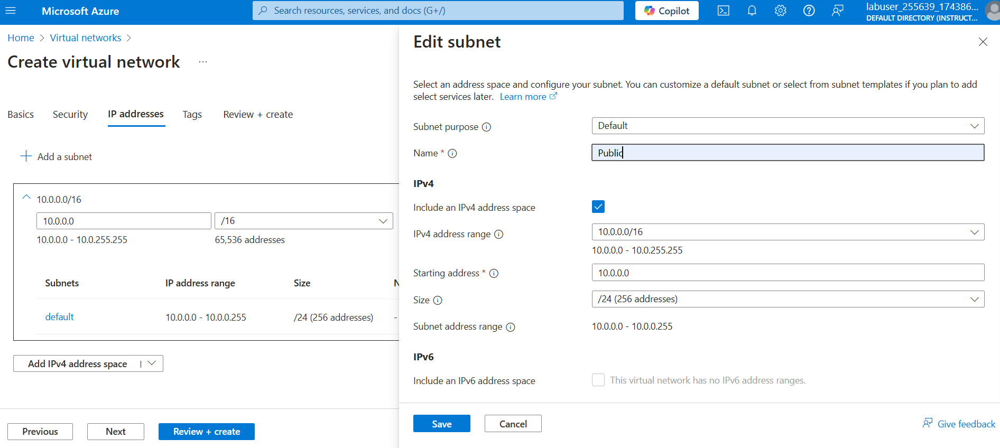 Microsoft Azure
Search resources, services, and docs (G+/)
Copilot
labuser_255639_174386...
DEFAULT DIRECTORY (INSTRUCT...
Home > Virtual networks >
Create virtual network ...
Basics Security IP addresses Tags Review + create
+ Add a subnet
10.0.0.0/16
10.0.0.0 /16
10.0.0.0 - 10.0.255.255 65,536 addresses
Subnets IP address range Size N
default 10.0.0.0 - 10.0.0.255 /24 (256 addresses) -
Add IPv4 address space |
Previous Next Review + create
Edit subnet
Select an address space and configure your subnet. You can customize a default subnet or select from subnet templates if you plan to add
select services later. Learn more
Subnet purpose Default
Name * Public
IPv4
Include an IPv4 address space
IPv4 address range 10.0.0.0/16
10.0.0.0 - 10.0.255.255
Starting address * 10.0.0.0
Size /24 (256 addresses)
Subnet address range 10.0.0.0 - 10.0.0.255
IPv6
Include an IPv6 address space This virtual network has no IPv6 address ranges.
Save Cancel Give feedback